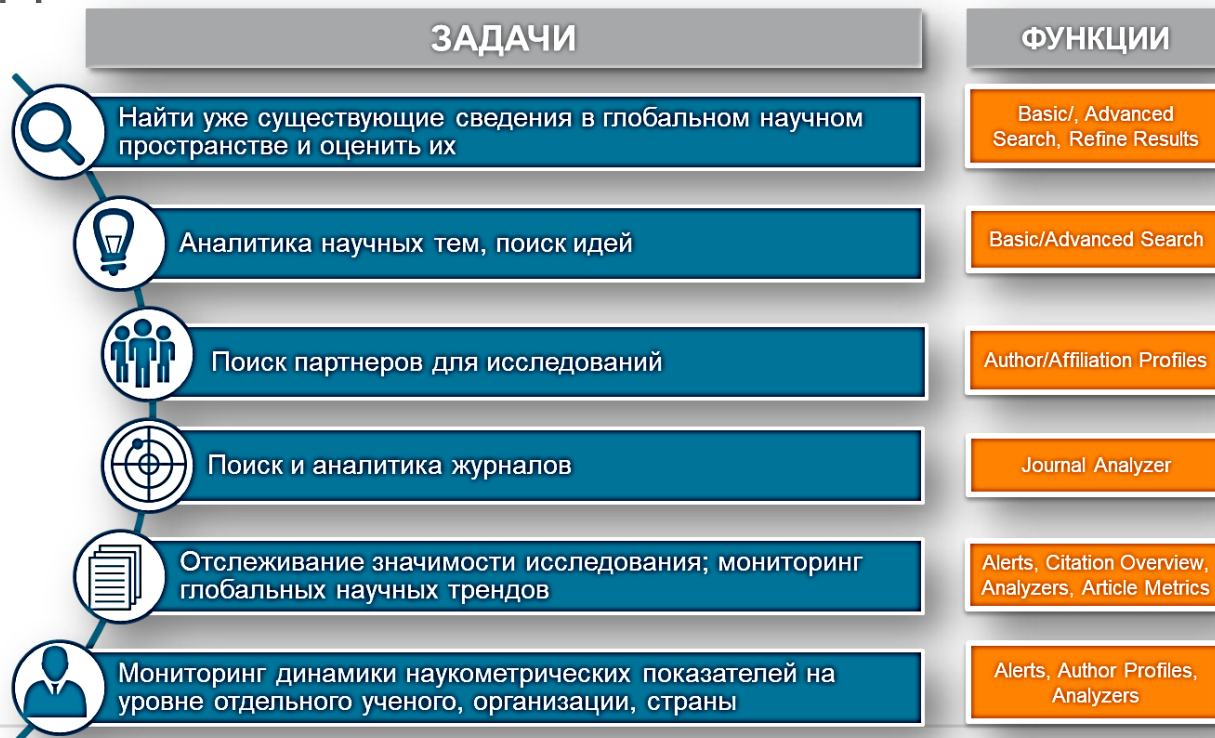 ЗАДАЧИ
ФУНКЦИИ
Найти уже существующие сведения в глобальном научном
пространстве и оценить их
Basic/, Advanced
Search, Refine Results
Аналитика научных тем, поиск идей
Basic/Advanced Search
Поиск партнеров для исследований
Author/Affiliation Profiles
Поиск и аналитика журналов
Journal Analyzer
Отслеживание значимости исследования; мониторинг
глобальных научных трендов
Alerts, Citation Overview,
Analyzers, Article Metrics
Мониторинг динамики наукометрических показателей на
уровне отдельного ученого, организации, страны
Alerts, Author Profiles,
Analyzers